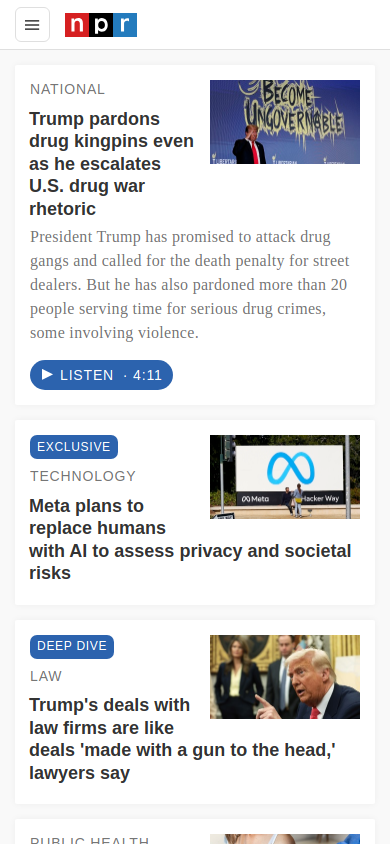 npr
NATIONAL
Trump pardons
drug kingpins even
as he escalates
U.S. drug war
rhetoric
BECOME
UNGOVERNABLE
President Trump has promised to attack drug
gangs and called for the death penalty for street
dealers. But he has also pardoned more than 20
people serving time for serious drug crimes,
some involving violence.
LISTEN · 4:11
EXCLUSIVE
TECHNOLOGY
Meta plans to
replace humans
with AI to assess privacy and societal
risks
Meta
Hacker Way
DEEP DIVE
LAW
Trump's deals with
law firms are like
deals 'made with a gun to the head,'
lawyers say
PUBLIC HEALTH